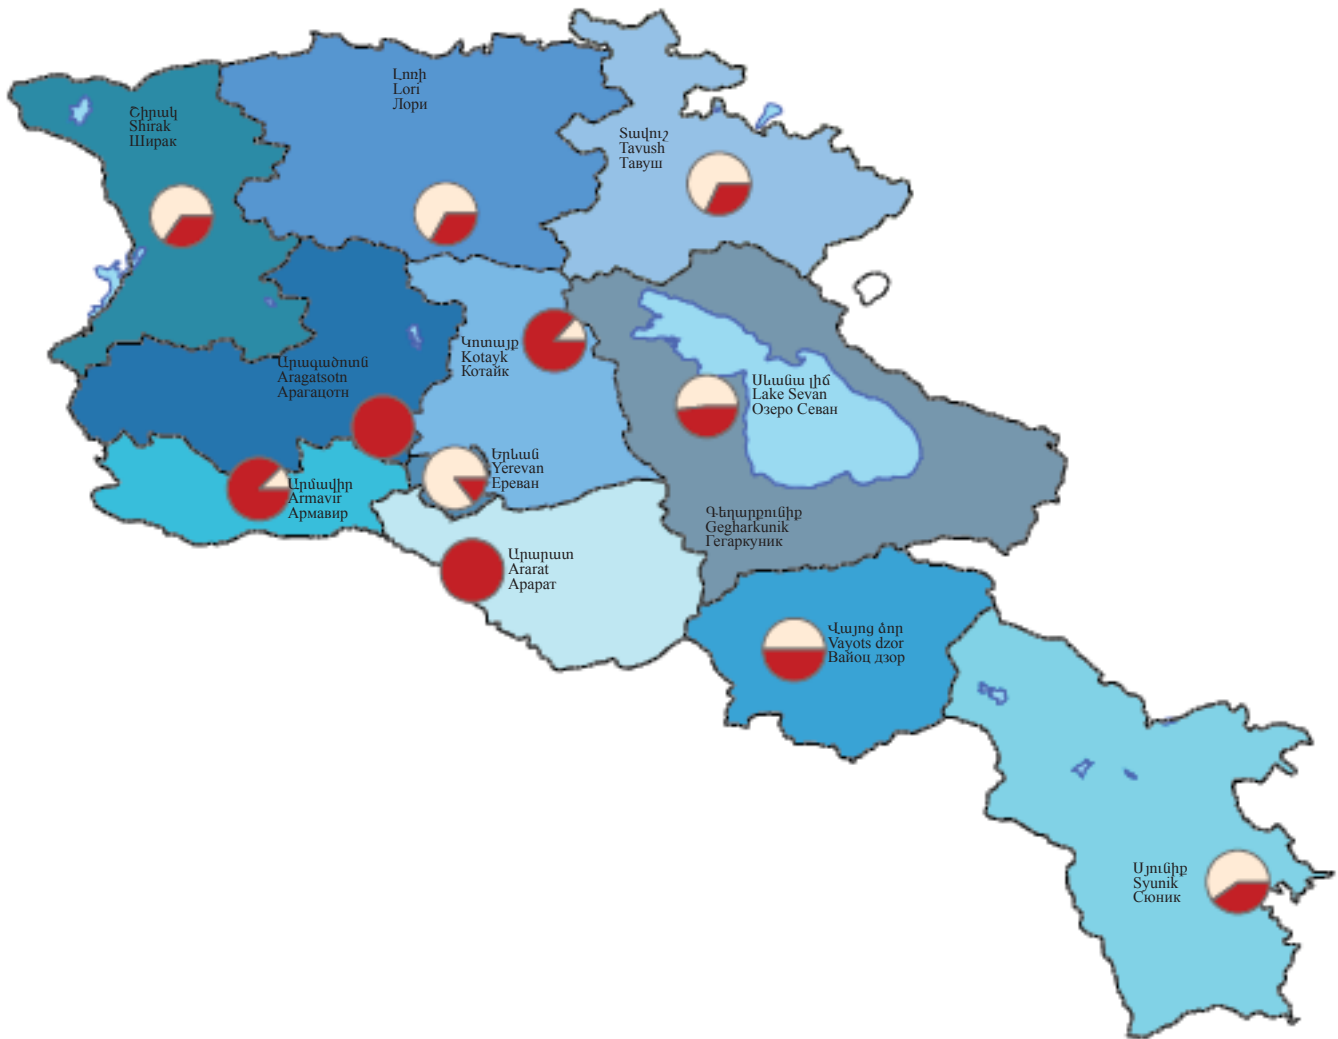 Լոռի
Lori
Лори
Շիրակ
Shirak
Ширак
Տավուշ
Tavush
Тавуш
Կոտայք
Kotayk
Котайк
Արագածոտն
Aragatsotn
Арагацотн
Սևանա լիճ
Lake Sevan
Озеро Севан
Երևան
Yerevan
Ереван
Արմավիր
Armavir
Армавир
Գեղարքունիք
Gegharkunik
Гегаркуник
Արարատ
Ararat
Арарат
Վայոց ձոր
Vayots dzor
Вайоц дзор
Սյունիք
Syunik
Сюник